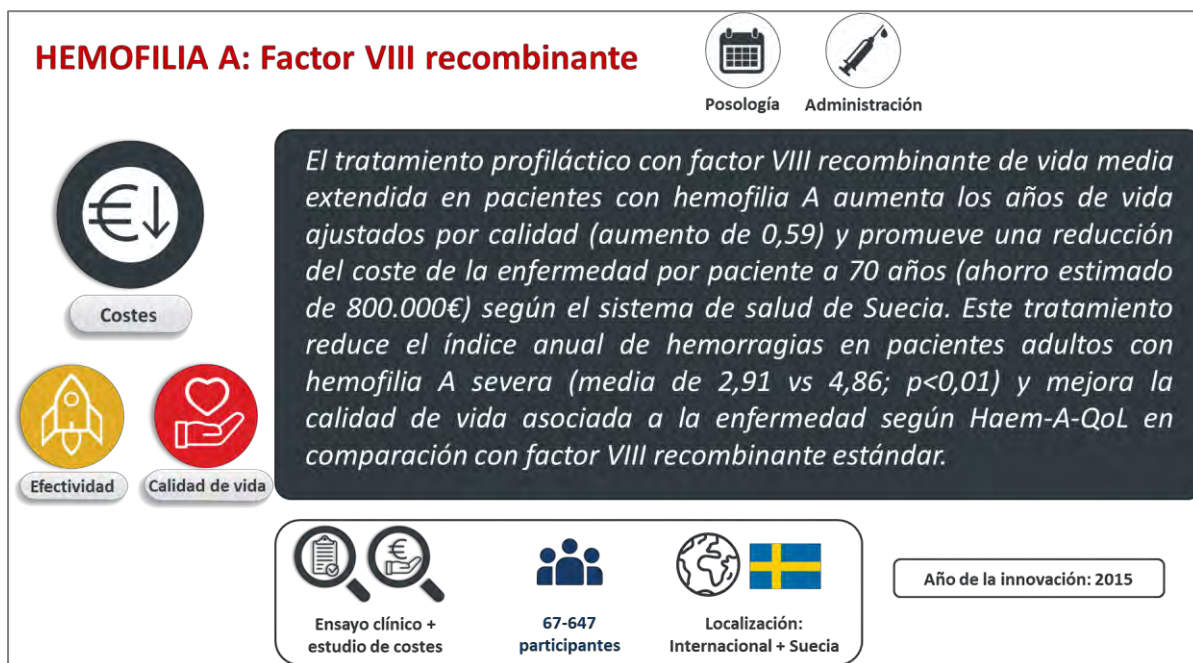 HEMOFILIA A: Factor VIII recombinante
Posología
Administración
€
Costes
Efectividad
Calidad de vida
El tratamiento profiláctico con factor VIII recombinante de vida media
extendida en pacientes con hemofilia A aumenta los años de vida
ajustados por calidad (aumento de 0,59) y promueve una reducción
del coste de la enfermedad por paciente a 70 años (ahorro estimado
de 800.000€) según el sistema de salud de Suecia. Este tratamiento
reduce el índice anual de hemorragias en pacientes adultos con
hemofilia A severa (media de 2,91 vs 4,86; p<0,01) y mejora la
calidad de vida asociada a la enfermedad según Haem-A-QoL en
comparación con factor VIII recombinante estándar.
€
Ensayo clínico +
estudio de costes
67-647
participantes
Localización:
Internacional + Suecia
Año de la innovación: 2015